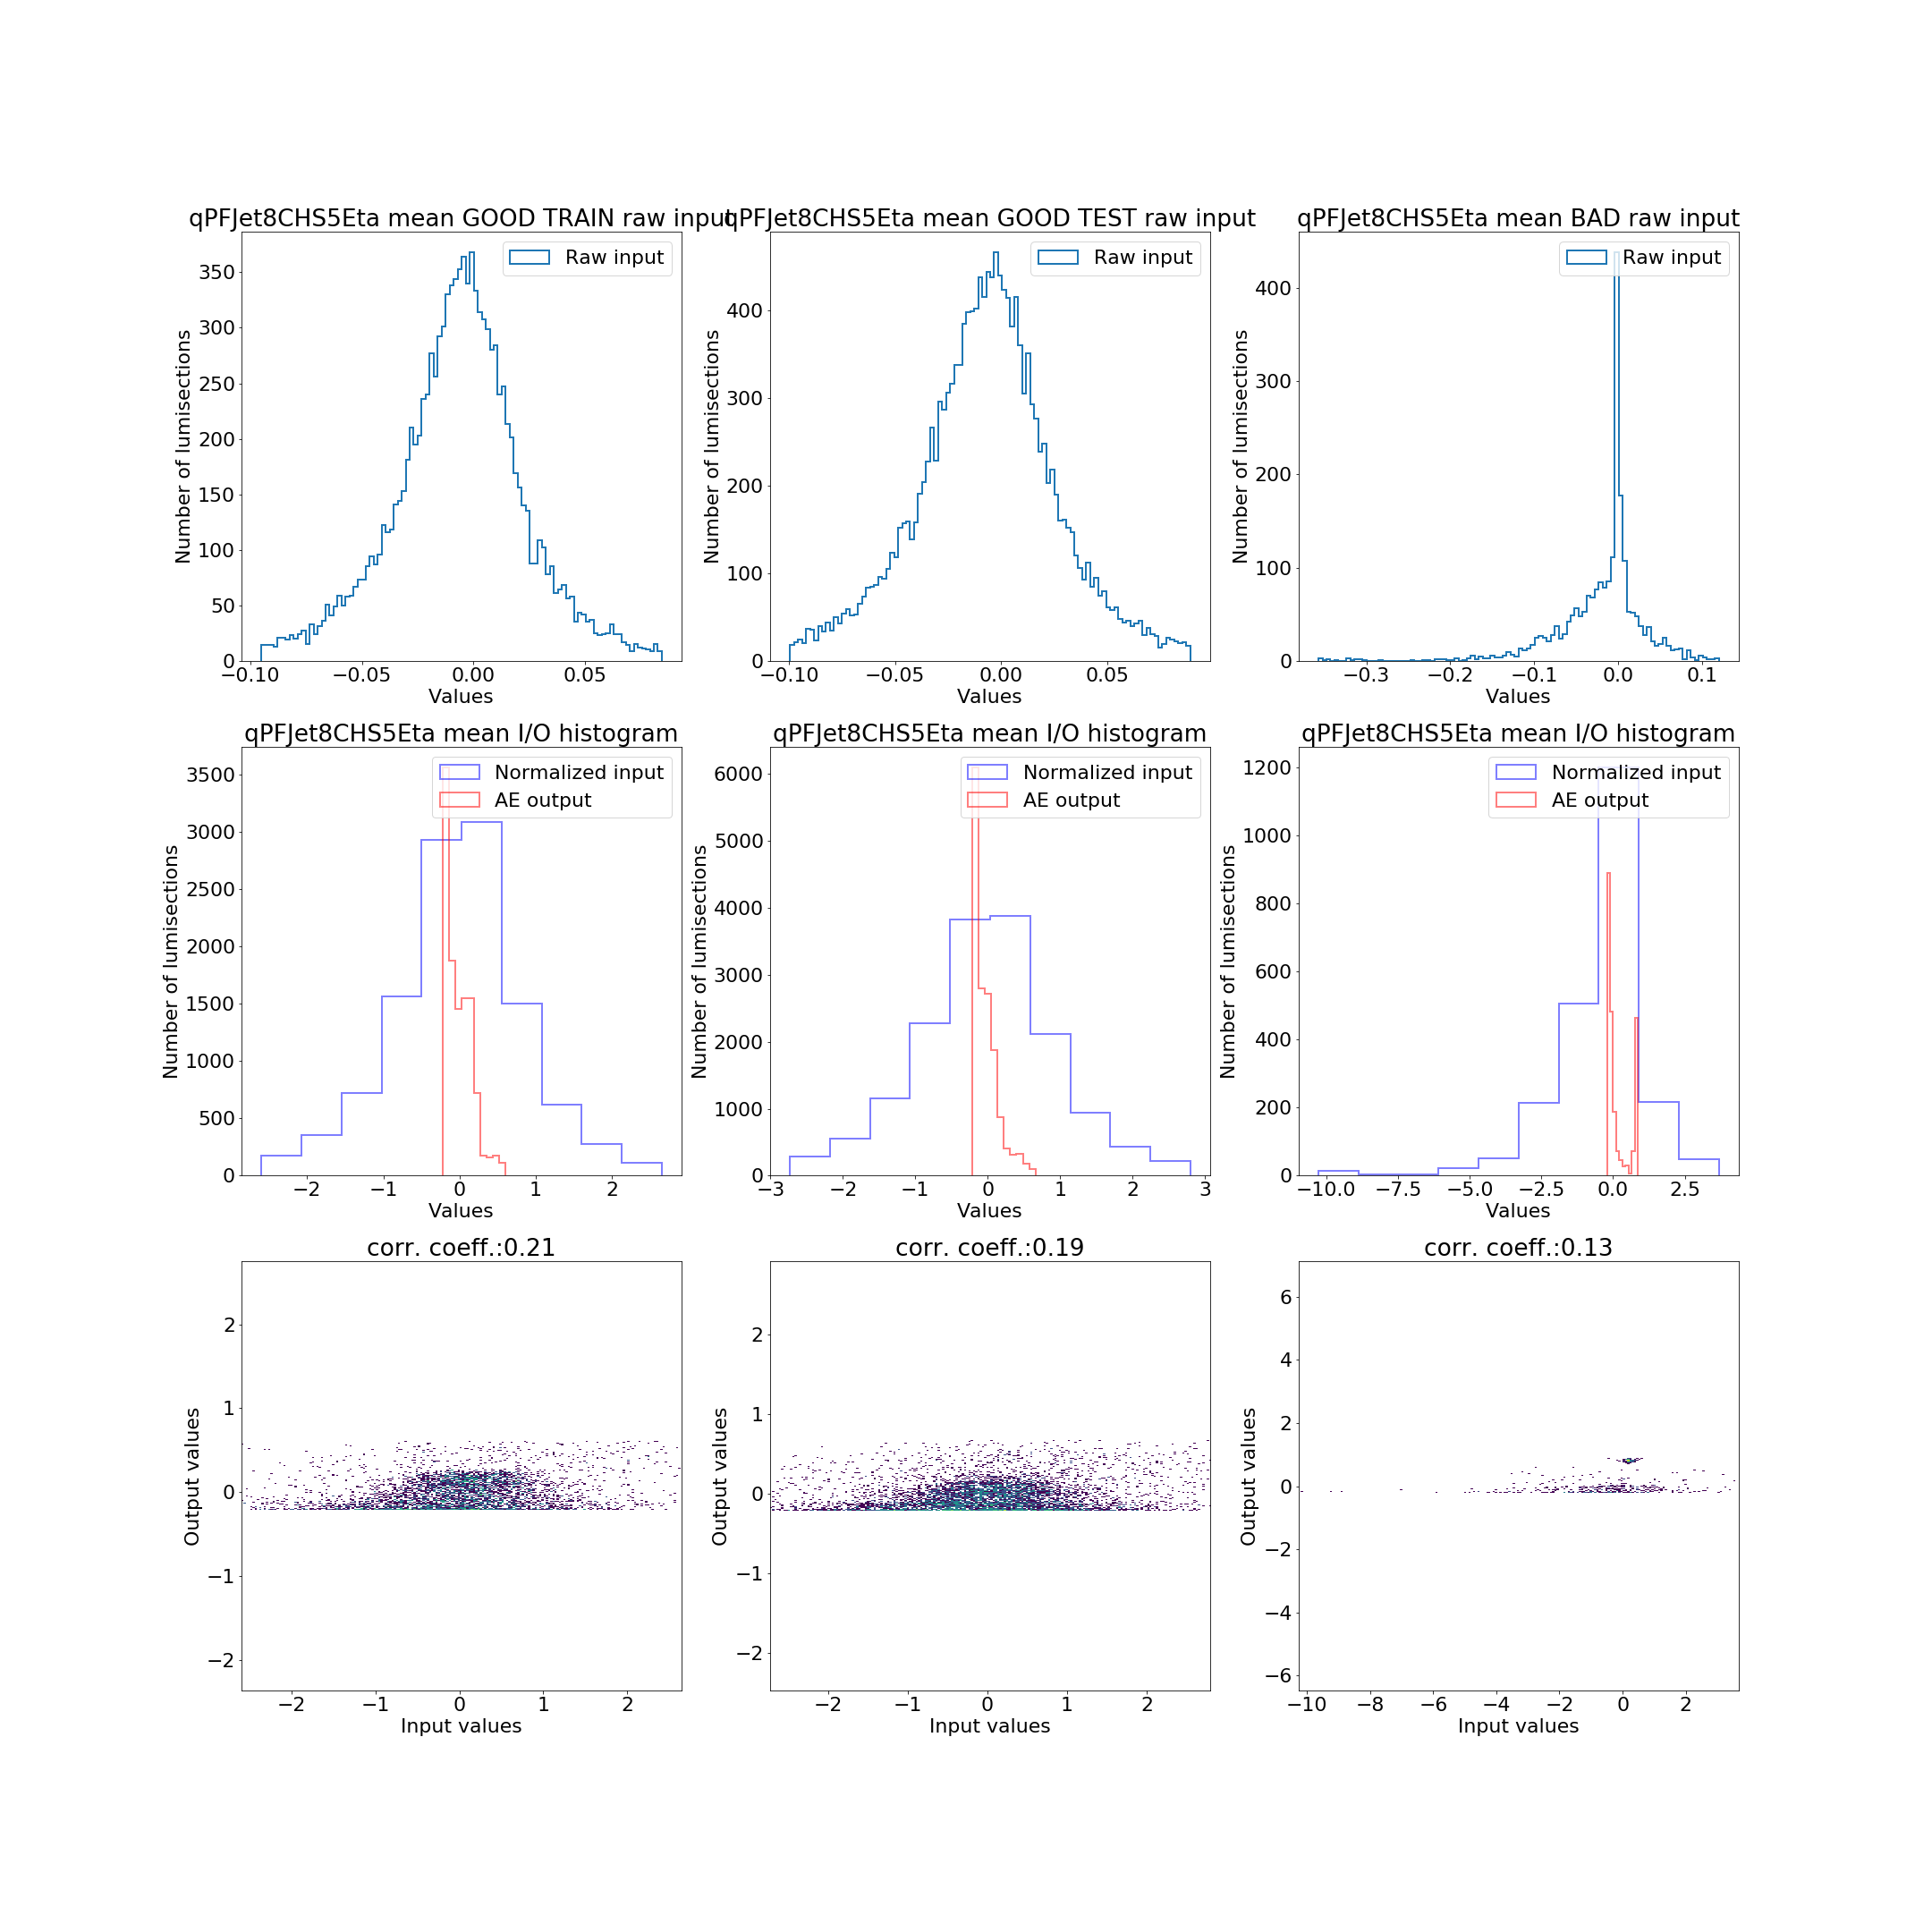 qPFJet8CHS5Eta mean GOOD TRAIN raw input
Raw input
Number of lumisections
350
300
250
200
150
100
50
0
−0.10 −0.05 0.00 0.05
Values
qPFJet8CHS5Eta mean GOOD TEST raw input
Raw input
Number of lumisections
400
300
200
100
0
−0.10 −0.05 0.00 0.05
Values
qPFJet8CHS5Eta mean BAD raw input
Raw input
Number of lumisections
400
300
200
100
0
−0.3 −0.2 −0.1 0.0 0.1
Values
qPFJet8CHS5Eta mean I/O histogram
Normalized input
AE output
Number of lumisections
3500
3000
2500
2000
1500
1000
500
0
−2 −1 0 1 2
Values
qPFJet8CHS5Eta mean I/O histogram
Normalized input
AE output
Number of lumisections
6000
5000
4000
3000
2000
1000
0
−3 −2 −1 0 1 2 3
Values
qPFJet8CHS5Eta mean I/O histogram
Normalized input
AE output
Number of lumisections
1200
1000
800
600
400
200
0
−10.0 −7.5 −5.0 −2.5 0.0 2.5
Values
corr. coeff.:0.21
Output values
2
1
0
−1
−2
−2 −1 0 1 2
Input values
corr. coeff.:0.19
Output values
2
1
0
−1
−2
−2 −1 0 1 2
Input values
corr. coeff.:0.13
Output values
6
4
2
0
−2
−4
−6
−10 −8 −6 −4 −2 0 2
Input values